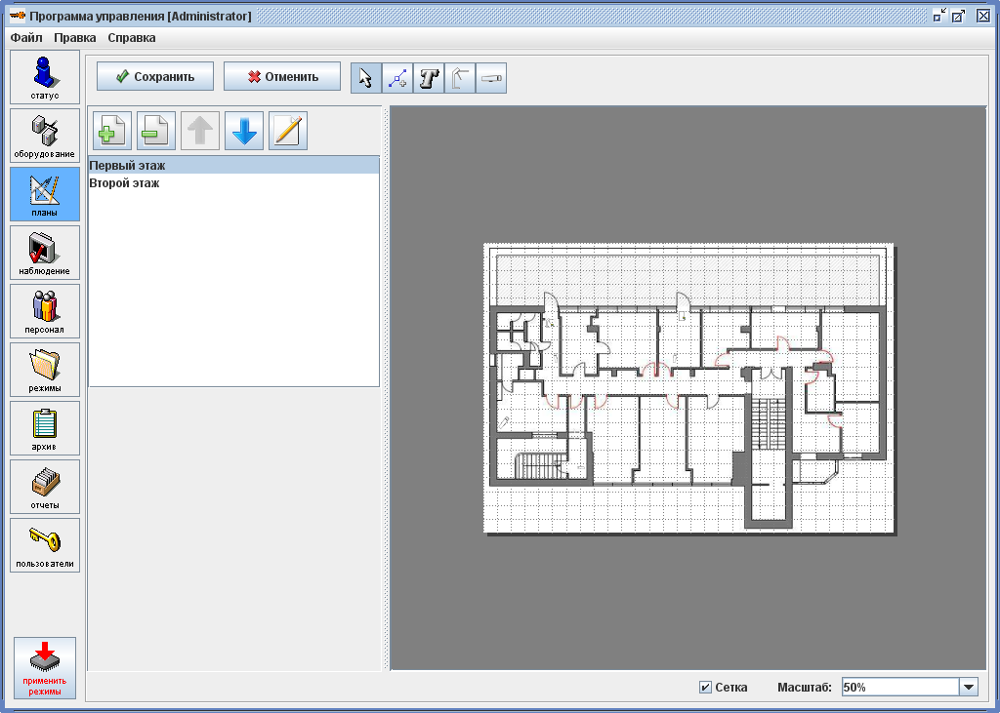 Программа управления [Administrator]
Файл Правка Справка
статус
оборудование
планы
наблюдение
персонал
режимы
архив
отчеты
пользователи
применить
режимы
Сохранить
Отменить
T
Первый этаж
Второй этаж
Сетка
Масштаб:
50%